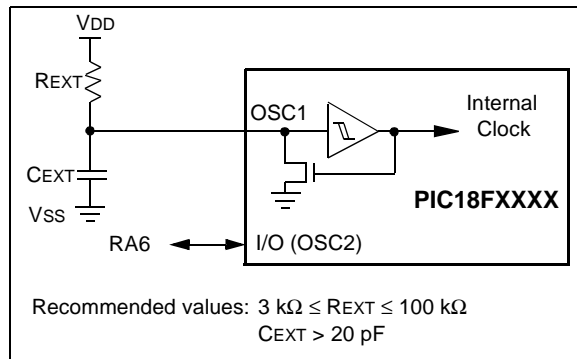 VDD
REXT
OSC1
Internal
Clock
CEXT
PIC18FXXXX
VSS
RA6
I/O (OSC2)
Recommended values: 3 kΩ ≤ REXT ≤ 100 kΩ
CEXT > 20 pF